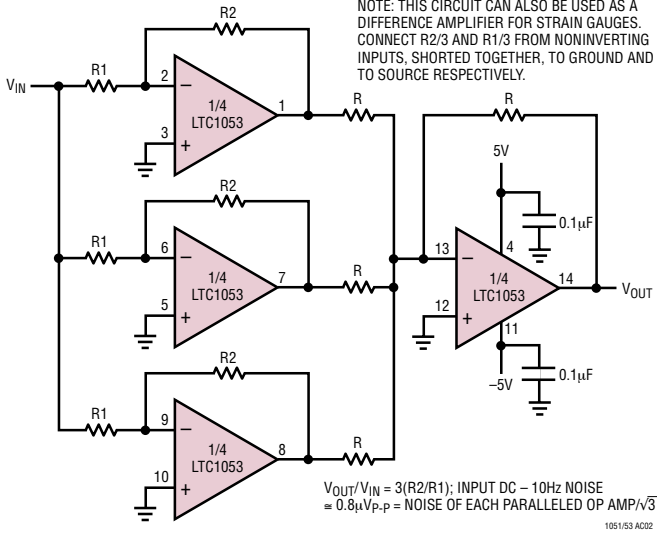 NOTE: THIS CIRCUIT CAN ALSO BE USED AS A
DIFFERENCE AMPLIFIER FOR STRAIN GAUGES.
CONNECT R2/3 AND R1/3 FROM NONINVERTING
INPUTS, SHORTED TOGETHER, TO GROUND AND
TO SOURCE RESPECTIVELY.
R2
VIN
R1
2
–
1/4
LTC1053
1
3
+
R
R
5V
0.1µF
R2
R1
6
–
1/4
LTC1053
7
5
+
R
13
–
4
1/4
LTC1053
14
VOUT
12
+
11
–5V
0.1µF
R2
R1
9
–
1/4
LTC1053
8
10
+
R
VOUT/VIN = 3(R2/R1); INPUT DC – 10Hz NOISE
≅ 0.8µVP-P = NOISE OF EACH PARALLELED OP AMP/√3
1051/53 AC02